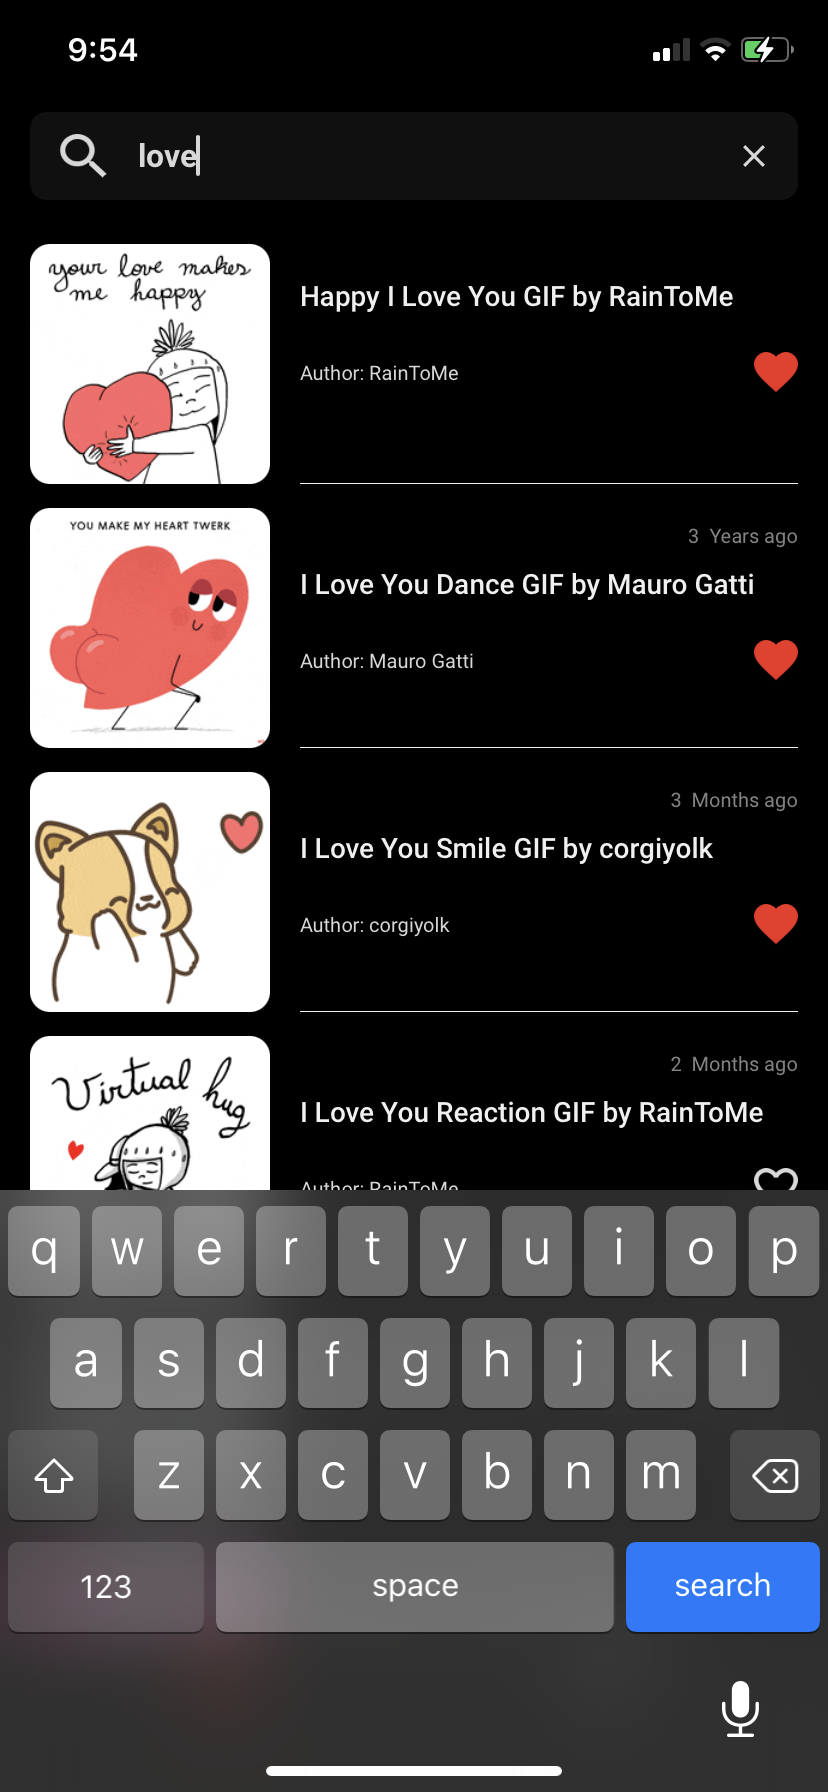 9:54
love
your love makes
me happy
Happy I Love You GIF by RainToMe
Author: RainToMe
YOU MAKE MY HEART TWERK
3 Years ago
I Love You Dance GIF by Mauro Gatti
Author: Mauro Gatti
3 Months ago
I Love You Smile GIF by corgiyolk
Author: corgiyolk
Virtual hug
2 Months ago
I Love You Reaction GIF by RainToMe
Author: RainToMe
q w e r t y u i o p
a s d f g h j k l
z x c v b n m
123 space search